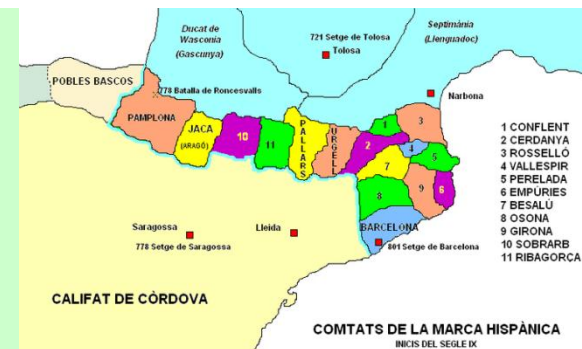 Ducat de
Wasconia
(Gascunya)
721 Setge de Tolosa
Tolosa
Septimània
(Llenguadoc)
POBLES BASCOS
778 Batalla de Roncesvalls
Narbona
PAMPLONA
JACA
(ARAGÓ)
10
11
PALLARS
URGELL
1
2
3
4
5
6
7
8
9
BARCELONA
1 CONFLENT
2 CERDANYA
3 ROSSELLÓ
4 VALLESPIR
5 PERELADA
6 EMPÚRIES
7 BESALÚ
8 OSONA
9 GIRONA
10 SOBRARB
11 RIBAGORÇA
Saragossa
778 Setge de Saragossa
Lleida
801 Setge de Barcelona
CALIFAT DE CÒRDOVA
COMTATS DE LA MARCA HISPÀNICA
INICIS DEL SEGLE IX